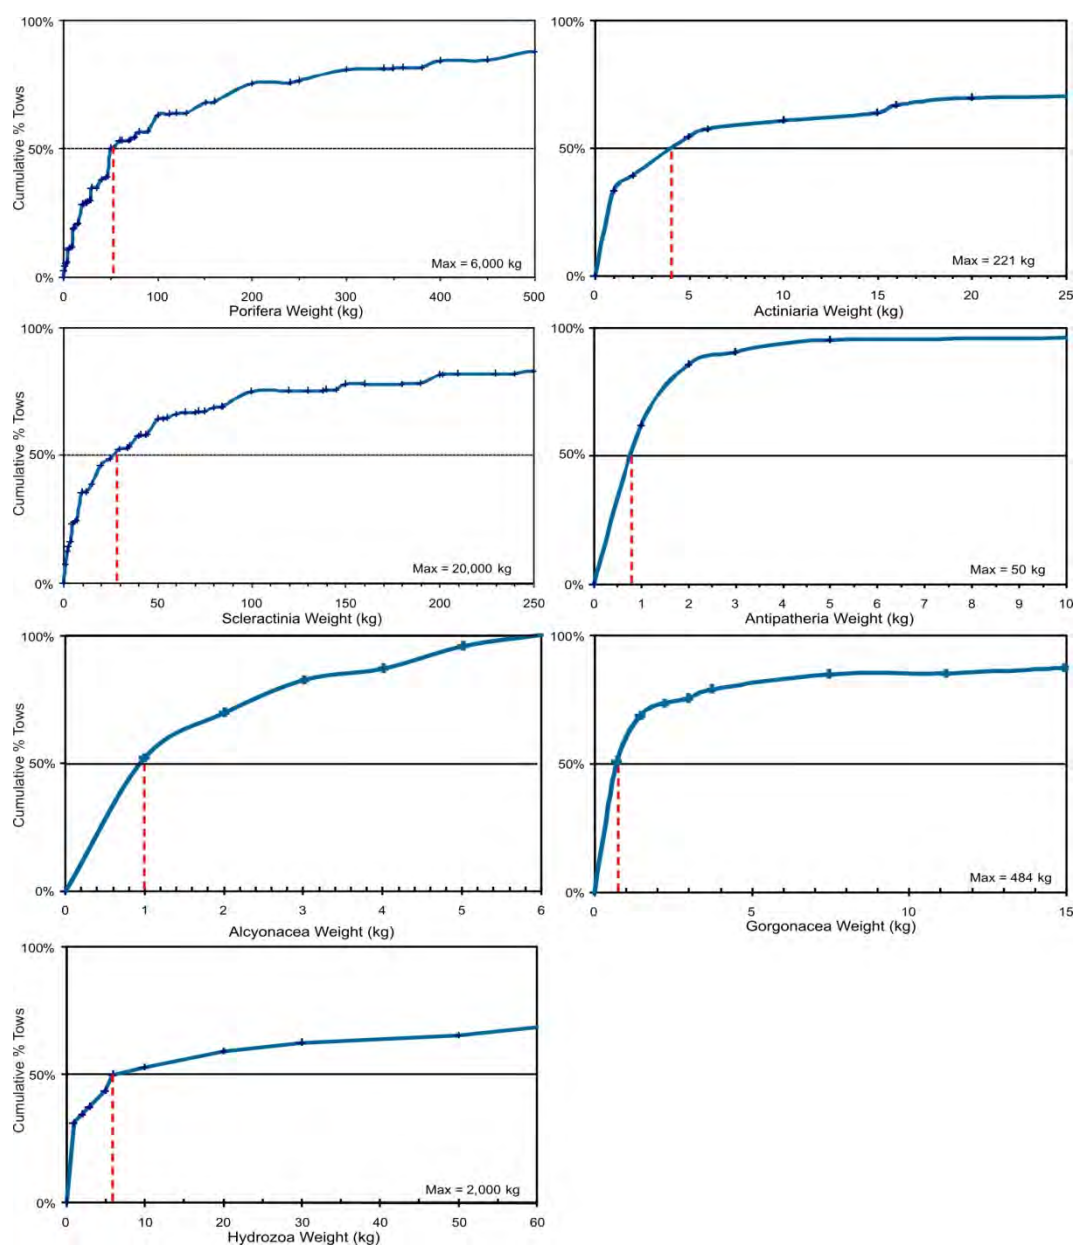 100%
50%
0%
Cumulative % Tows
Max = 6,000 kg
0 100 200 300 400 500
Porifera Weight (kg)
100%
50%
0%
Max = 221 kg
0 5 10 15 20 25
Actiniaria Weight (kg)
100%
50%
0%
Cumulative % Tows
Max = 20,000 kg
0 50 100 150 200 250
Scleractinia Weight (kg)
100%
50%
0%
Max = 50 kg
0 1 2 3 4 5 6 7 8 9 10
Antipatheria Weight (kg)
100%
50%
0%
Cumulative % Tows
0 1 2 3 4 5 6
Alcyonacea Weight (kg)
100%
50%
0%
Max = 484 kg
0 5 10 15
Gorgonacea Weight (kg)
100%
50%
0%
Cumulative % Tows
Max = 2,000 kg
0 10 20 30 40 50 60
Hydrozoa Weight (kg)